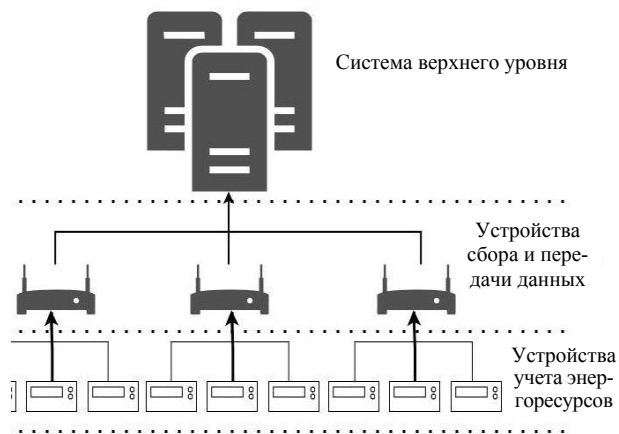 Система верхнего уровня
Устройства
сбора и пере-
дачи данных
Устройства
учета энер-
горесурсов